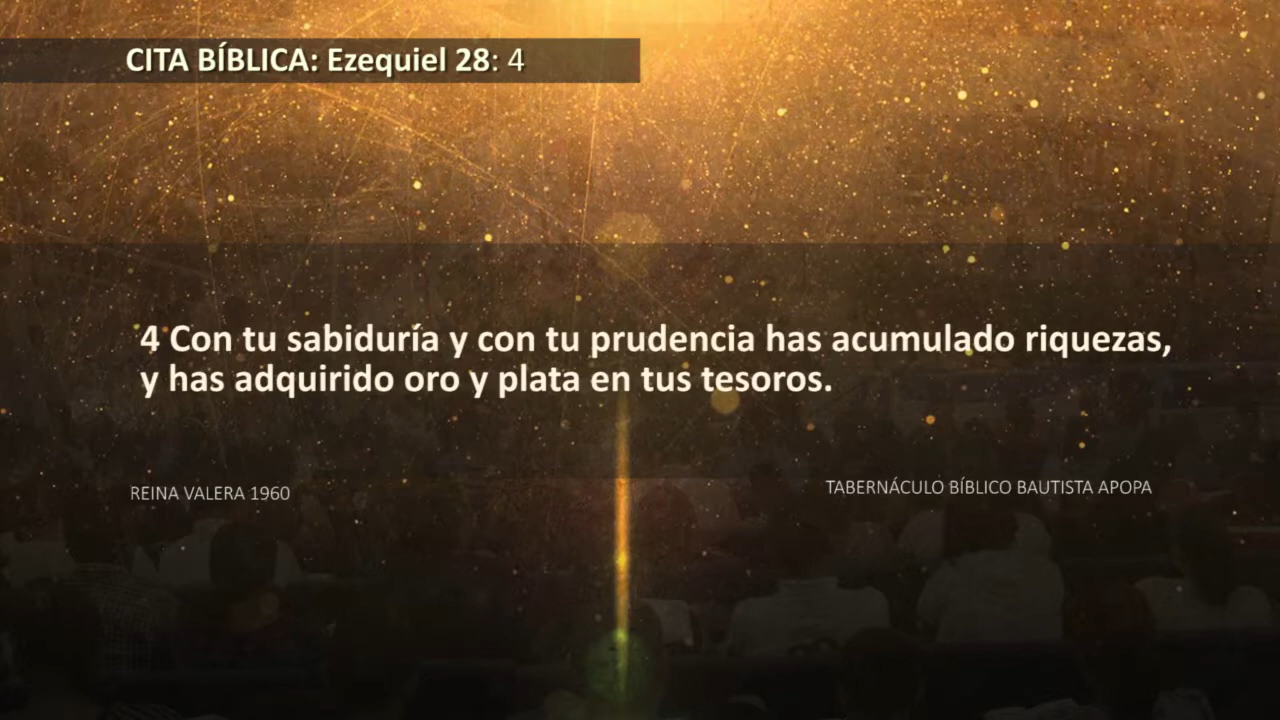 CITA BÍBLICA: Ezequiel 28: 4
4 Con tu sabiduría y con tu prudencia has acumulado riquezas,
y has adquirido oro y plata en tus tesoros.
REINA VALERA 1960
TABERNÁCULO BÍBLICO BAUTISTA APOPA